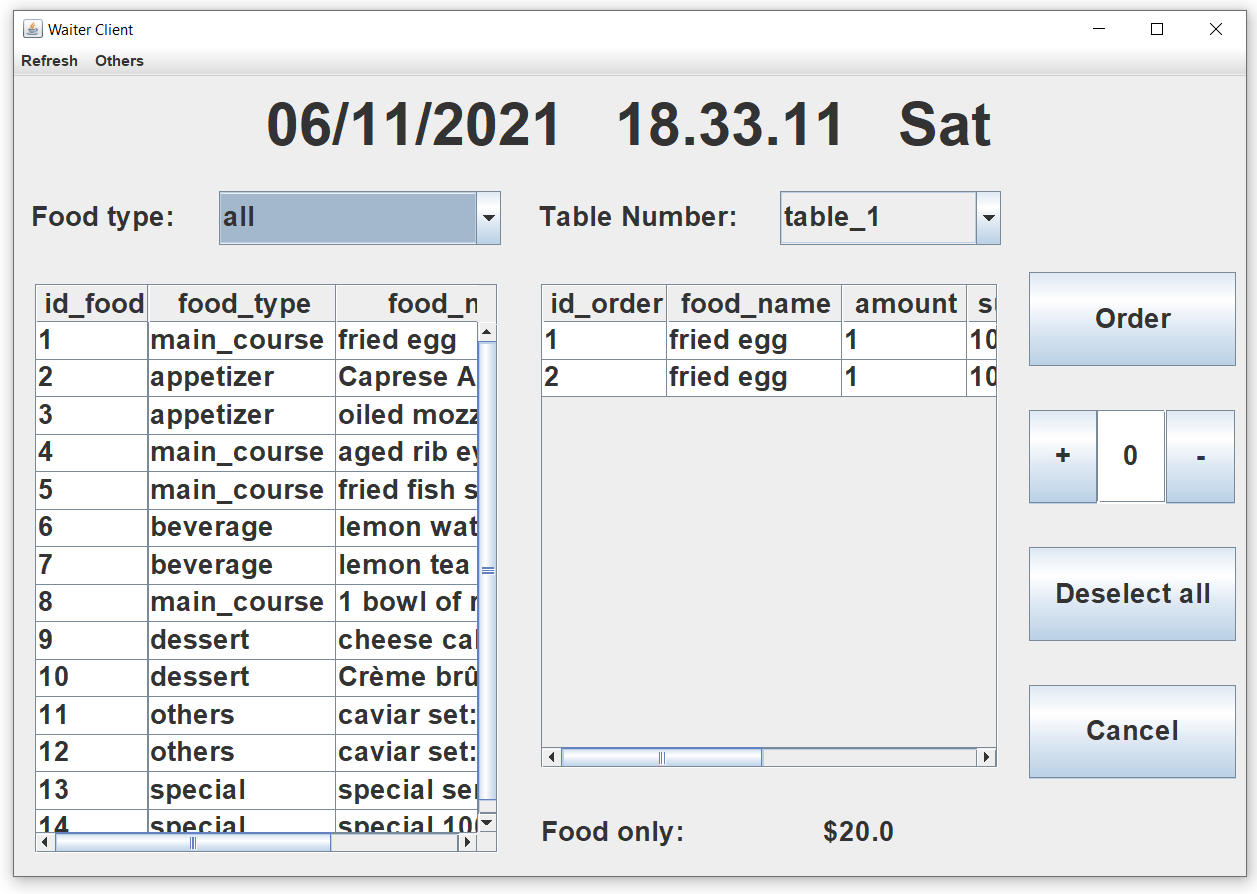 Waiter Client
Refresh Others
06/11/2021 18.33.11 Sat
Food type: all Table Number: table_1
id_food food_type food_n
1 main_course fried egg
2 appetizer Caprese A
3 appetizer oiled mozz
4 main_course aged rib ey
5 main_course fried fish s
6 beverage lemon wat
7 beverage lemon tea
8 main_course 1 bowl of r
9 dessert cheese cal
10 dessert Crème brû
11 others caviar set:
12 others caviar set:
13 special special ser
14 special special 10
id_order food_name amount su
1 fried egg 1 10
2 fried egg 1 10
Food only: $20.0
Order
+ 0 -
Deselect all
Cancel